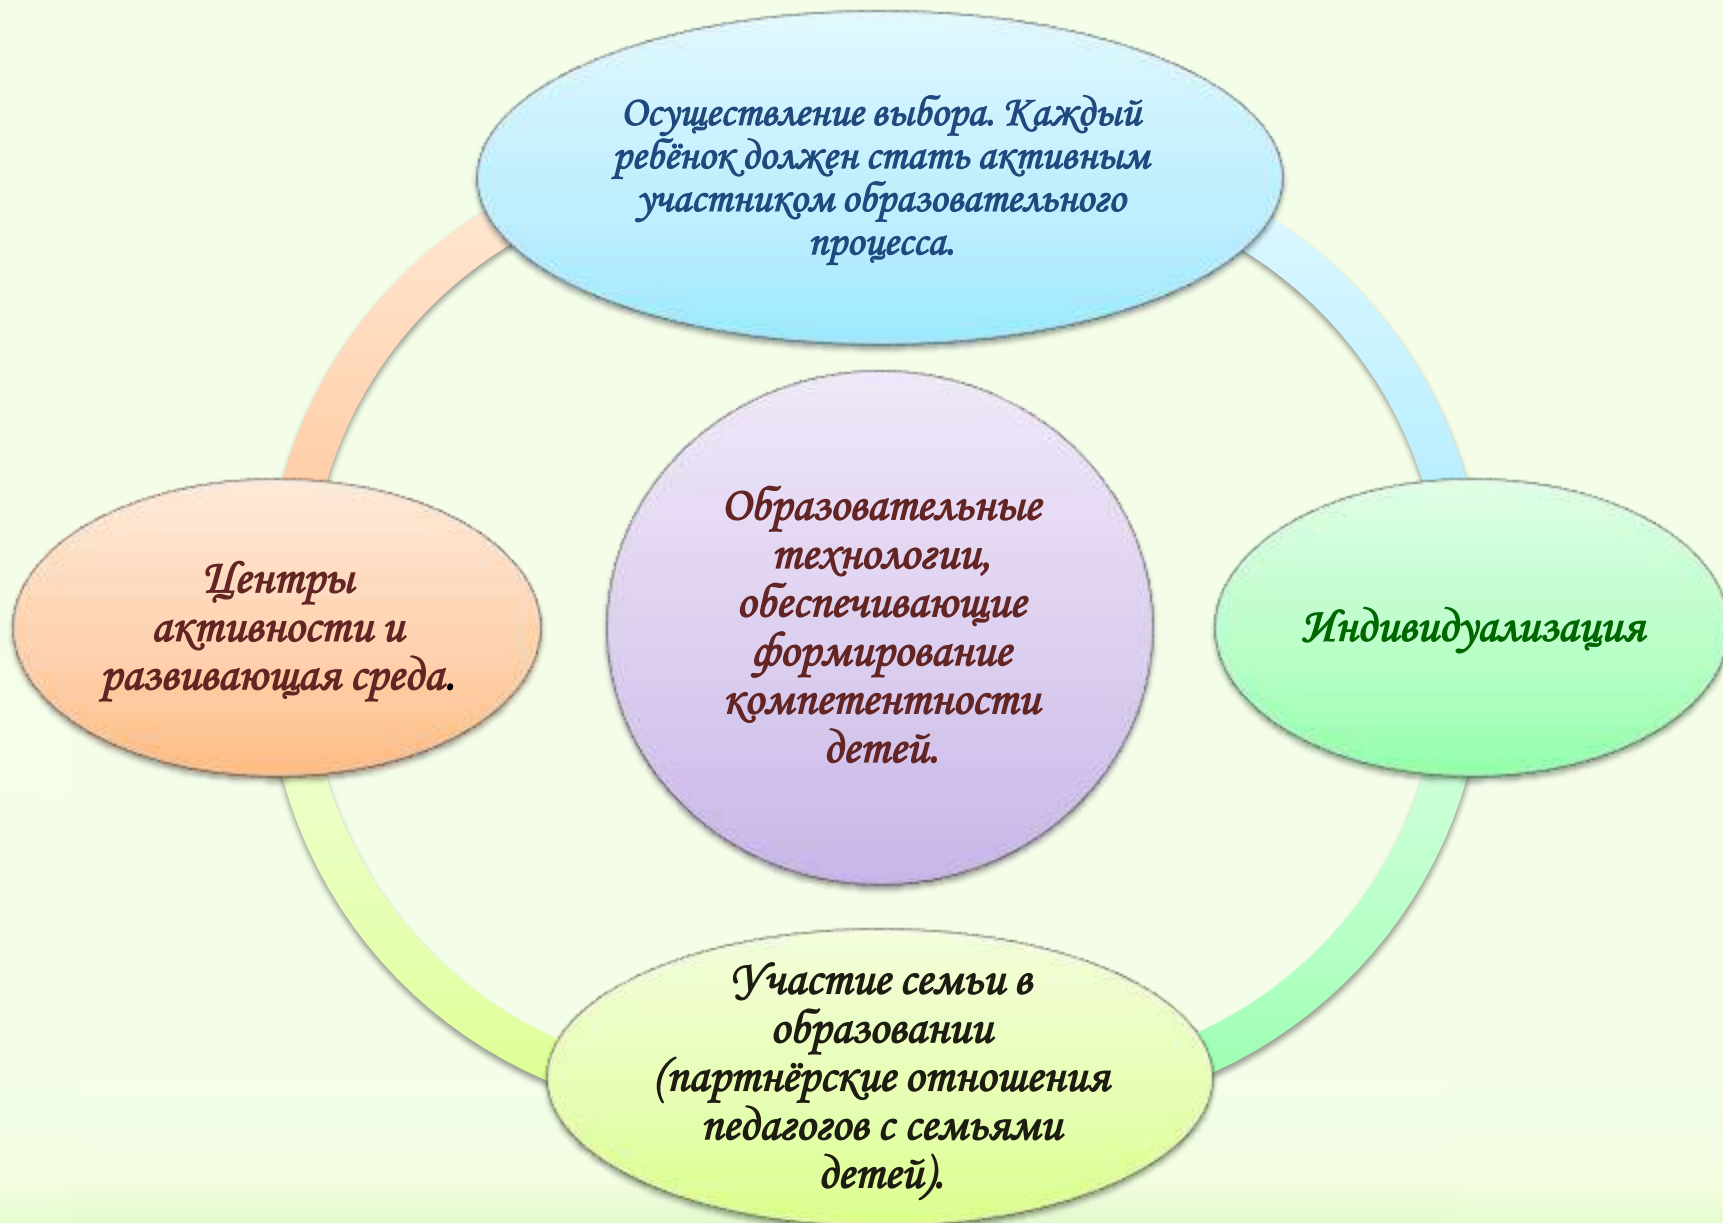 Осуществление выбора. Каждый
ребёнок должен стать активным
участником образовательного
процесса.
Центры
активности и
развивающая среда.
Образовательные
технологии,
обеспечивающие
формирование
компетентности
детей.
Индивидуализация
Участие семьи в
образовании
(партнёрские отношения
педагогов с семьями
детей).